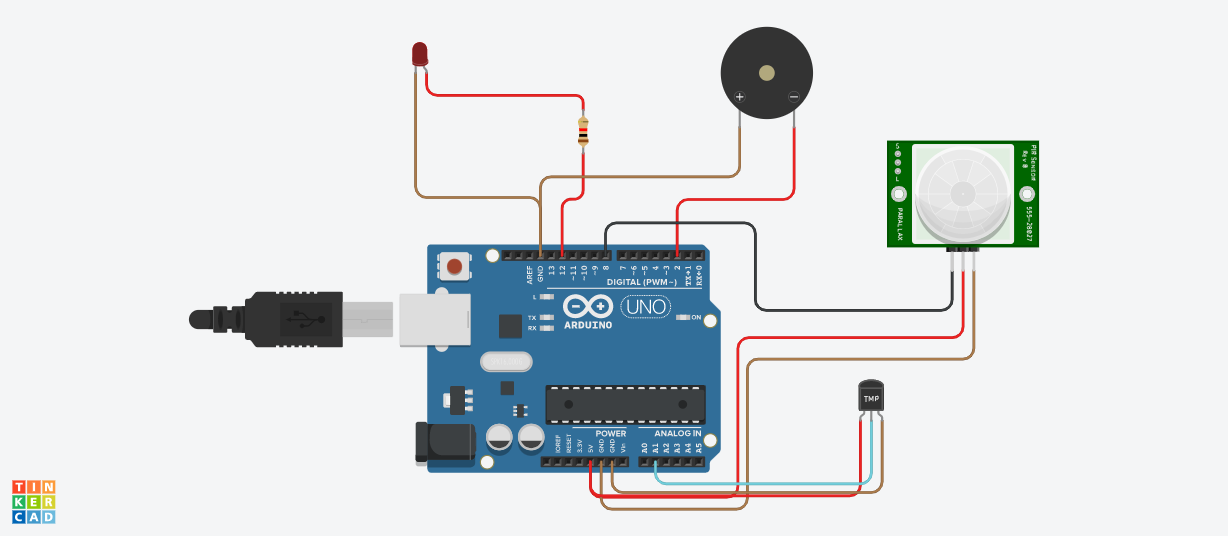 +
−
S
L
PIR Sensor
Rev B
PARALLAX
555-28027
AREF
GND
13
12
~11
~10
~9
8
7
~6
~5
4
~3
2
TX→1
RX←0
DIGITAL (PWM~)
L
TX
RX
ARDUINO
UNO
ON
TMP
POWER
ANALOG IN
IOREF
RESET
3.3V
5V
GND
GND
Vin
A0
A1
A2
A3
A4
A5
TIN
KER
CAD